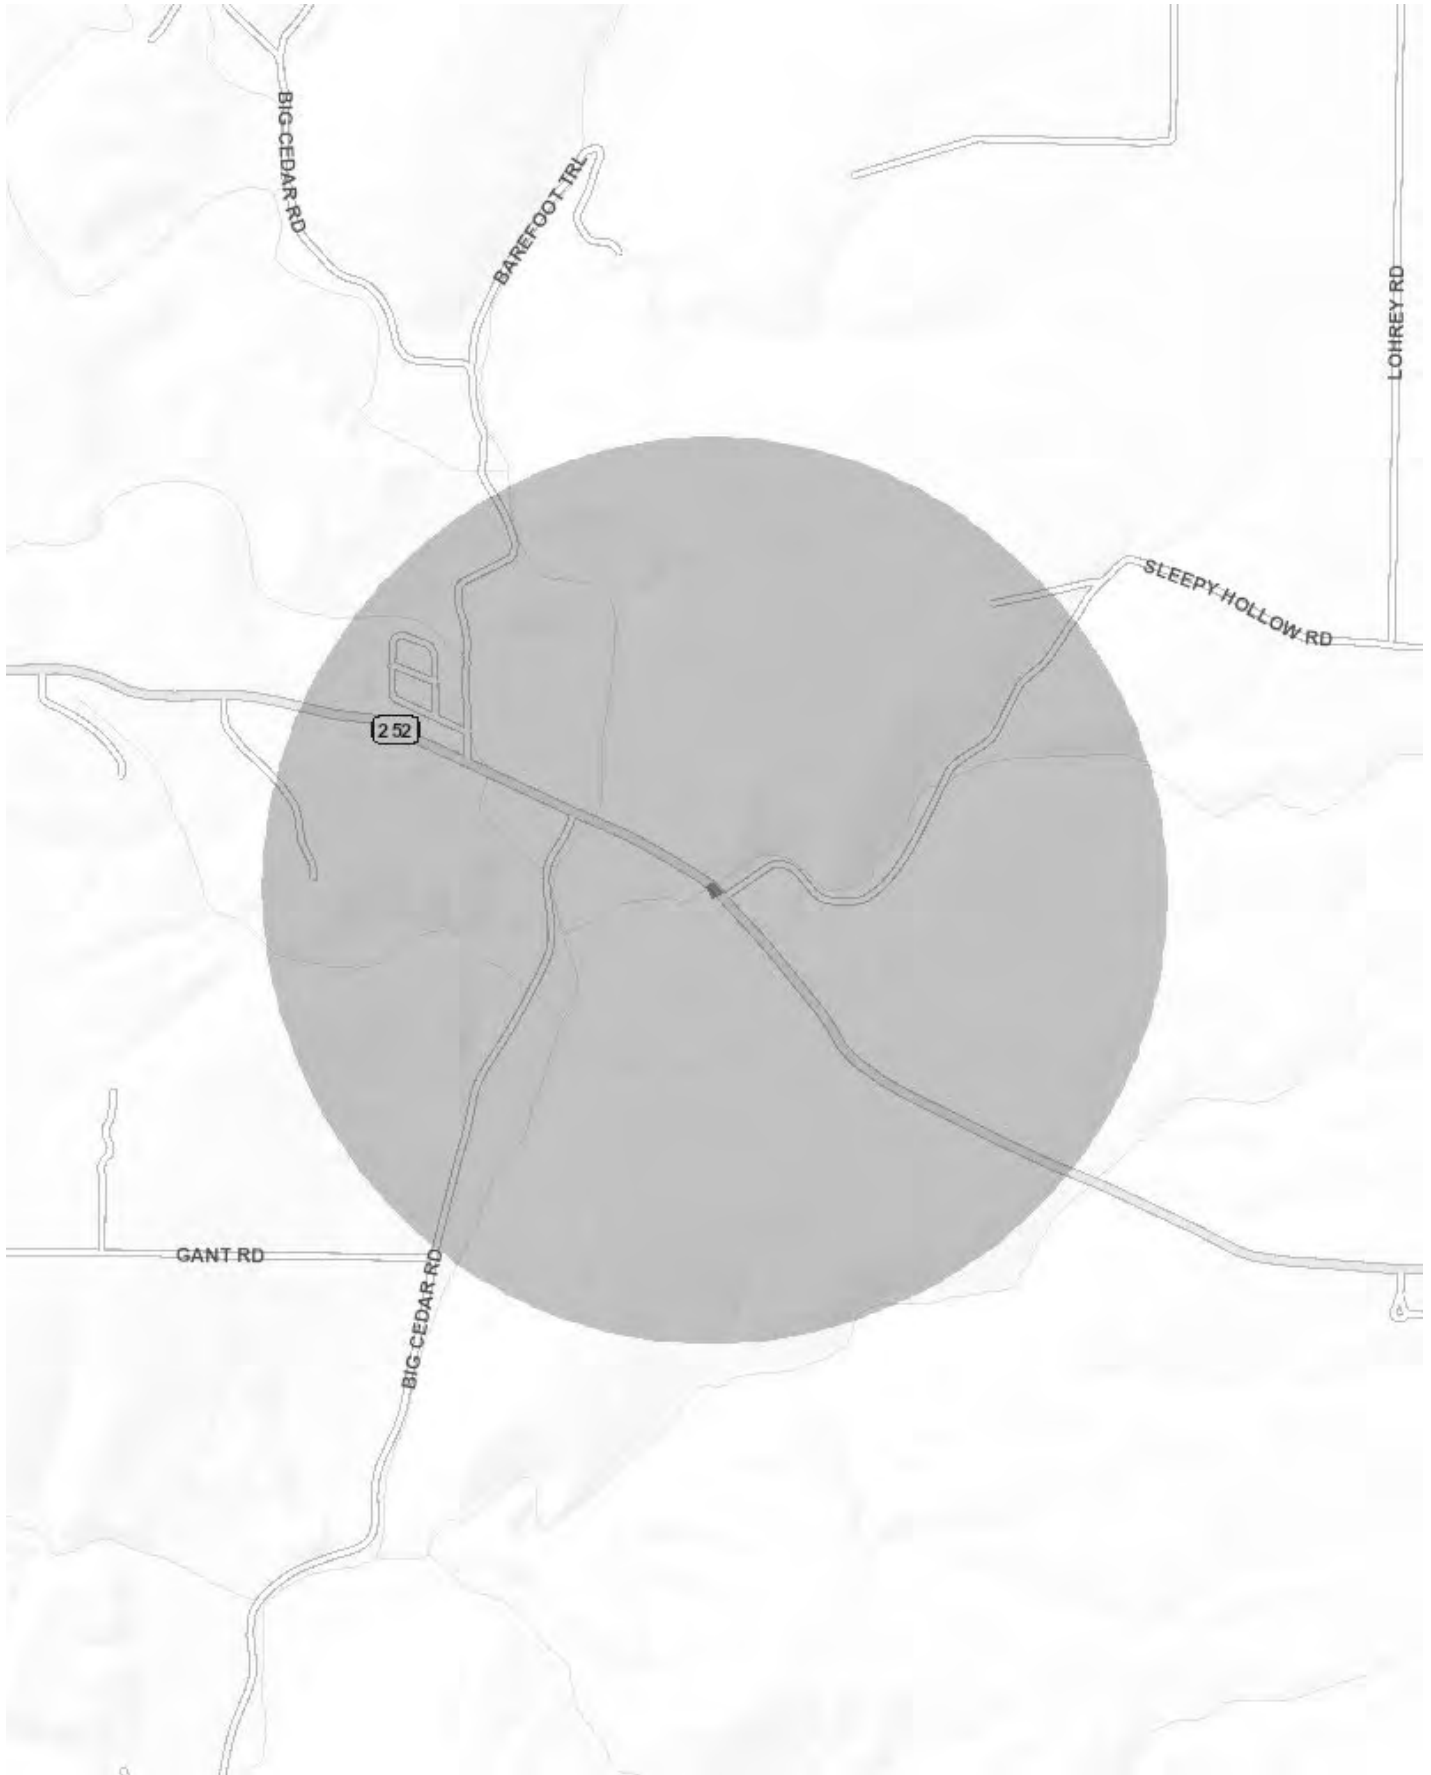 BIG CEDAR RD
BAREFOOT TRL
LOHREY RD
SLEEPY HOLLOW RD
252
GANT RD
BIG CEDAR RD